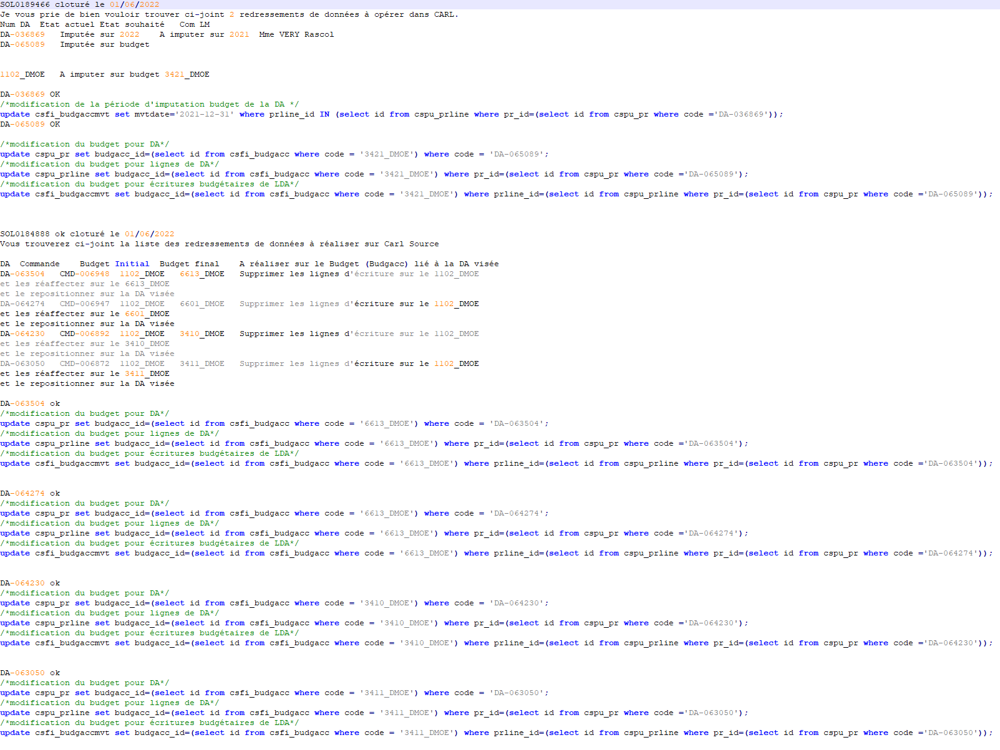 SOL0189466 cloturé le 01/06/2022
Je vous prie de bien vouloir trouver ci-joint 2 redressements de données à opérer dans CARL.
Num DA  Etat actuel Etat souhaité   Com LM
DA-036869   Imputée sur 2022    A imputer sur 2021  Mme VERY Rascol
DA-065089   Imputée sur budget
1102_DMOE   A imputer sur budget 3421_DMOE
DA-036869 OK
/*modification de la période d'imputation budget de la DA */
update csfi_budgaccmvt set mvtdate='2021-12-31' where prline_id IN (select id from cspu_prline where pr_id=(select id from cspu_pr where code ='DA-036869'));
DA-065089 OK
/*modification du budget pour DA*/
update cspu_pr set budgacc_id=(select id from csfi_budgacc where code = '3421_DMOE') where code = 'DA-065089';
/*modification du budget pour lignes de DA*/
update cspu_prline set budgacc_id=(select id from csfi_budgacc where code = '3421_DMOE') where pr_id=(select id from cspu_pr where code ='DA-065089');
/*modification du budget pour écritures budgétaires de LDA*/
update csfi_budgaccmvt set budgacc_id=(select id from csfi_budgacc where code = '3421_DMOE') where prline_id=(select id from cspu_prline where pr_id=(select id from cspu_pr where code ='DA-065089'));
SOL0184888 ok cloturé le 01/06/2022
Vous trouverez ci-joint la liste des redressements de données à réaliser sur Carl Source
DA  Commande    Budget Initial  Budget final    A réaliser sur le Budget (Budgacc) lié à la DA visée
DA-063504   CMD-006948  1102_DMOE   6613_DMOE   Supprimer les lignes d'écriture sur le 1102_DMOE
et les réaffecter sur le 6613_DMOE
et le repositionner sur la DA visée
DA-064274   CMD-006947  1102_DMOE   6601_DMOE   Supprimer les lignes d'écriture sur le 1102_DMOE
et les réaffecter sur le 6601_DMOE
et le repositionner sur la DA visée
DA-064230   CMD-006892  1102_DMOE   3410_DMOE   Supprimer les lignes d'écriture sur le 1102_DMOE
et les réaffecter sur le 3410_DMOE
et le repositionner sur la DA visée
DA-063050   CMD-006872  1102_DMOE   3411_DMOE   Supprimer les lignes d'écriture sur le 1102_DMOE
et les réaffecter sur le 3411_DMOE
et le repositionner sur la DA visée
DA-063504 ok
/*modification du budget pour DA*/
update cspu_pr set budgacc_id=(select id from csfi_budgacc where code = '6613_DMOE') where code = 'DA-063504';
/*modification du budget pour lignes de DA*/
update cspu_prline set budgacc_id=(select id from csfi_budgacc where code = '6613_DMOE') where pr_id=(select id from cspu_pr where code ='DA-063504');
/*modification du budget pour écritures budgétaires de LDA*/
update csfi_budgaccmvt set budgacc_id=(select id from csfi_budgacc where code = '6613_DMOE') where prline_id=(select id from cspu_prline where pr_id=(select id from cspu_pr where code ='DA-063504'));
DA-064274 ok
/*modification du budget pour DA*/
update cspu_pr set budgacc_id=(select id from csfi_budgacc where code = '6613_DMOE') where code = 'DA-064274';
/*modification du budget pour lignes de DA*/
update cspu_prline set budgacc_id=(select id from csfi_budgacc where code = '6613_DMOE') where pr_id=(select id from cspu_pr where code ='DA-064274');
/*modification du budget pour écritures budgétaires de LDA*/
update csfi_budgaccmvt set budgacc_id=(select id from csfi_budgacc where code = '6613_DMOE') where prline_id=(select id from cspu_prline where pr_id=(select id from cspu_pr where code ='DA-064274'));
DA-064230 ok
/*modification du budget pour DA*/
update cspu_pr set budgacc_id=(select id from csfi_budgacc where code = '3410_DMOE') where code = 'DA-064230';
/*modification du budget pour lignes de DA*/
update cspu_prline set budgacc_id=(select id from csfi_budgacc where code = '3410_DMOE') where pr_id=(select id from cspu_pr where code ='DA-064230');
/*modification du budget pour écritures budgétaires de LDA*/
update csfi_budgaccmvt set budgacc_id=(select id from csfi_budgacc where code = '3410_DMOE') where prline_id=(select id from cspu_prline where pr_id=(select id from cspu_pr where code ='DA-064230'));
DA-063050 ok
/*modification du budget pour DA*/
update cspu_pr set budgacc_id=(select id from csfi_budgacc where code = '3411_DMOE') where code = 'DA-063050';
/*modification du budget pour lignes de DA*/
update cspu_prline set budgacc_id=(select id from csfi_budgacc where code = '3411_DMOE') where pr_id=(select id from cspu_pr where code ='DA-063050');
/*modification du budget pour écritures budgétaires de LDA*/
update csfi_budgaccmvt set budgacc_id=(select id from csfi_budgacc where code = '3411_DMOE') where prline_id=(select id from cspu_prline where pr_id=(select id from cspu_pr where code ='DA-063050'));